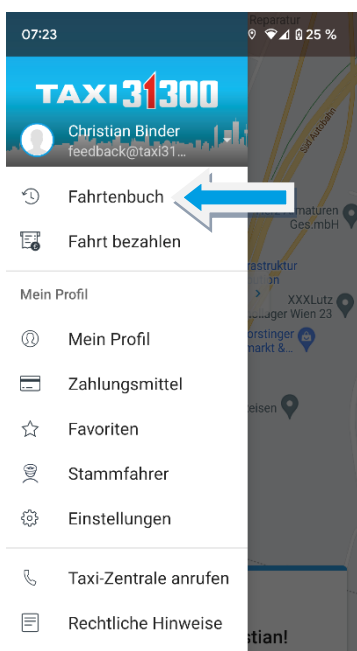 Reparatur
07:23
25 %
TAXI 31300
Christian Binder
feedback@taxi31...
Süd Autobahn
Fahrtenbuch
maturen
Ges.mbH
Fahrt bezahlen
rastruktur
Mein Profil
XXXLutz
Wien 23
Mein Profil
orstinger
markt &...
Zahlungsmittel
eisen
Favoriten
Stammfahrer
Einstellungen
Taxi-Zentrale anrufen
Rechtliche Hinweise
stian!